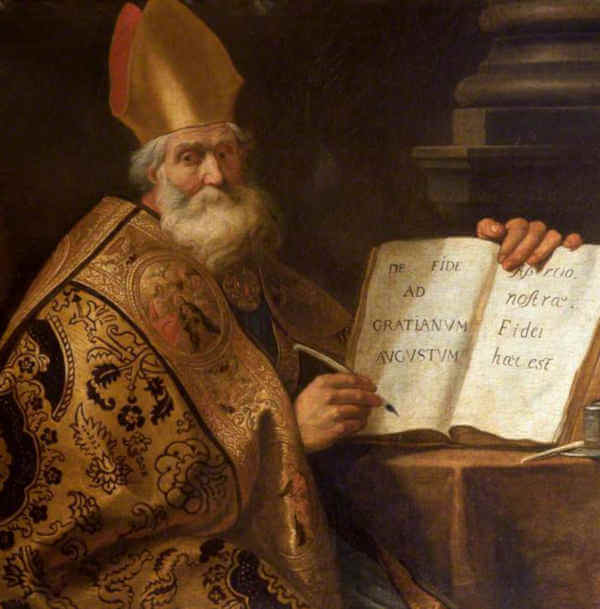 DE FIDE
AD
GRATIANVM
AVGVSTVM
nostræ.
Fidei
hæc est